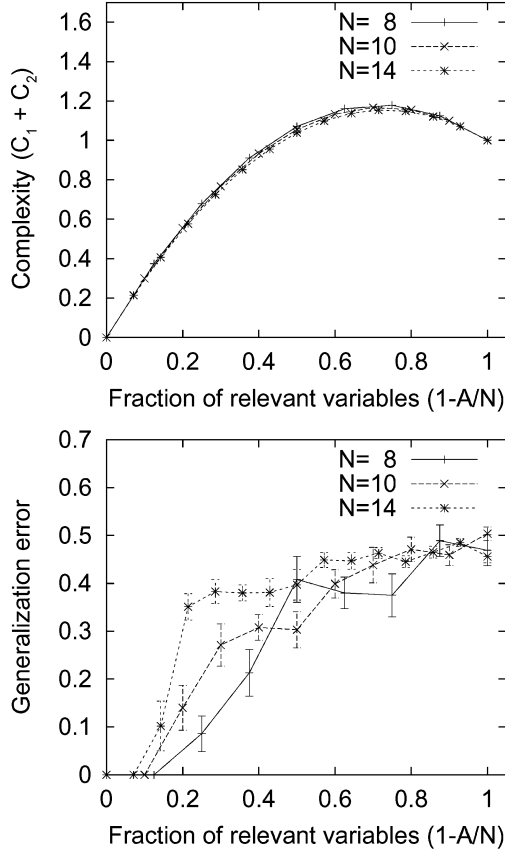 1.6
1.4
1.2
1.0
0.8
0.6
0.4
0.2
0
Complexity (C₁ + C₂)
N= 8
N=10
N=14
0 0.2 0.4 0.6 0.8 1
Fraction of relevant variables (1-A/N)
0.7
0.6
0.5
0.4
0.3
0.2
0.1
0
Generalization error
N= 8
N=10
N=14
0 0.2 0.4 0.6 0.8 1
Fraction of relevant variables (1-A/N)